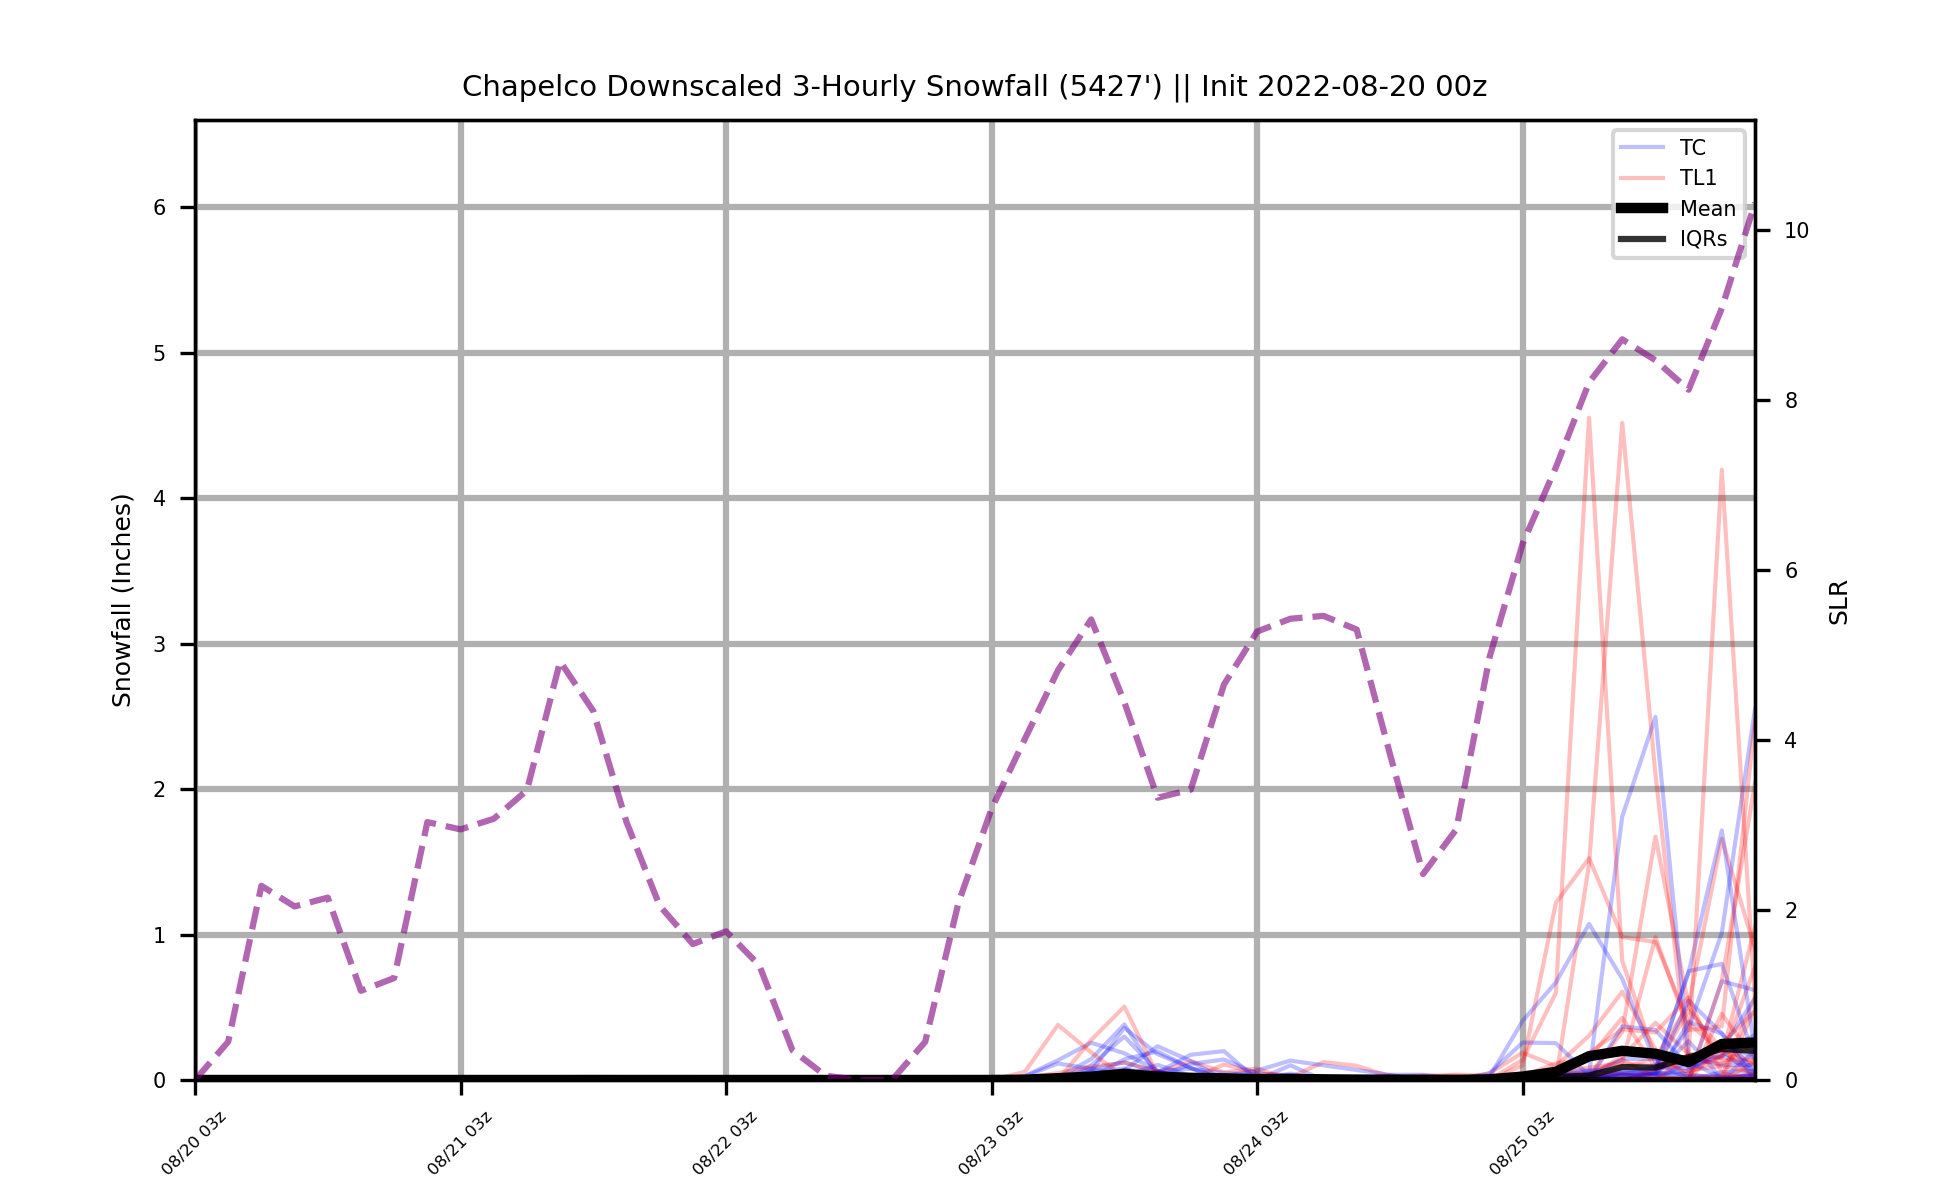 Chapelco Downscaled 3-Hourly Snowfall (5427') || Init 2022-08-20 00z
TC
TL1
Mean
IQRs
Snowfall (Inches)
6
5
4
3
2
1
0
SLR
10
8
6
4
2
0
08/20 03z
08/21 03z
08/22 03z
08/23 03z
08/24 03z
08/25 03z